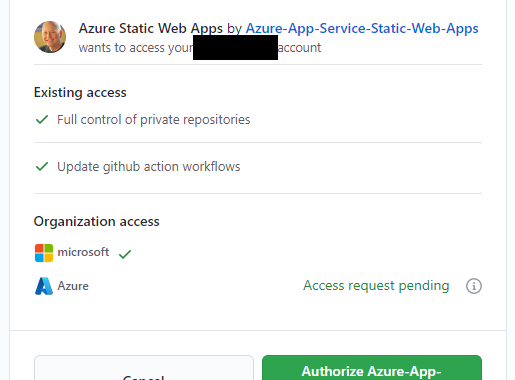 Azure Static Web Apps by Azure-App-Service-Static-Web-Apps
wants to access your account
Existing access
Full control of private repositories
Update github action workflows
Organization access
microsoft
Azure Access request pending
Cancel Authorize Azure-App-